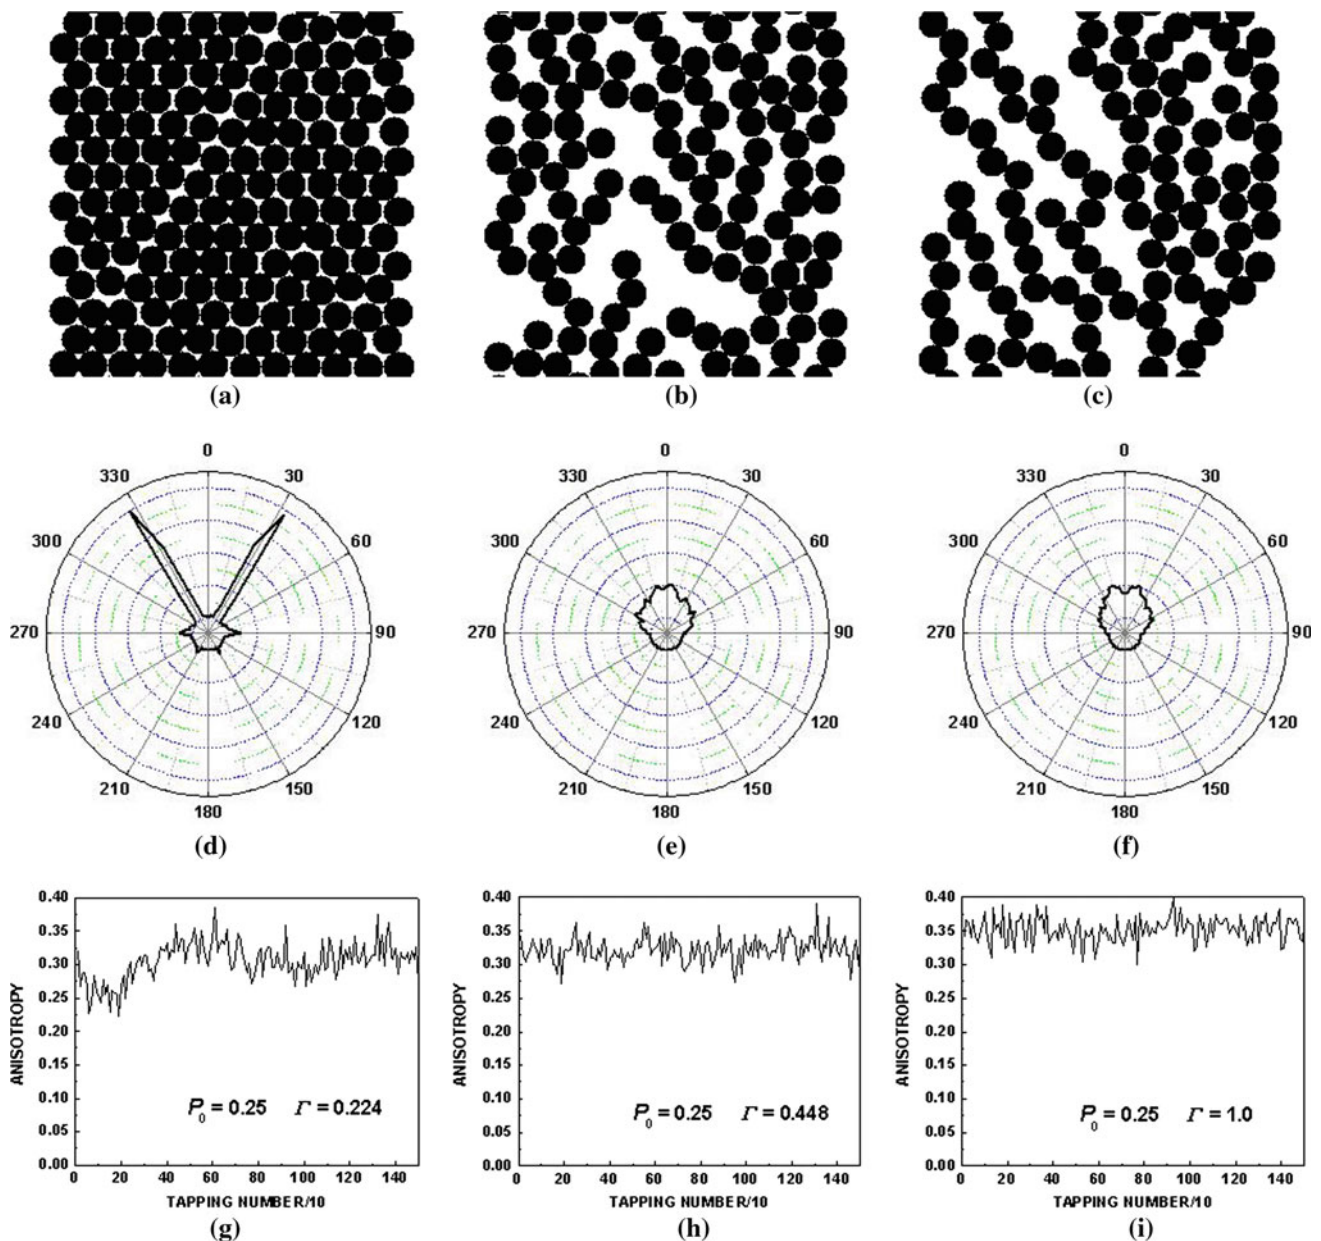 (a) (b) (c)
0 0 0
330 30 330 30 330 30
300 60 300 60 300 60
270 90 270 90 270 90
240 120 240 120 240 120
210 150 210 150 210 150
180 180 180
(d) (e) (f)
0.40 0.40 0.40
0.35 0.35 0.35
0.30 0.30 0.30
0.25 0.25 0.25
0.20 0.20 0.20
0.15 0.15 0.15
0.10 0.10 0.10
0.05 0.05 0.05
0.00 0.00 0.00
ANISOTROPY ANISOTROPY ANISOTROPY
P0 = 0.25 Γ = 0.224 P0 = 0.25 Γ = 0.448 P0 = 0.25 Γ = 1.0
0 20 40 60 80 100 120 140 0 20 40 60 80 100 120 140 0 20 40 60 80 100 120 140
TAPPING NUMBER/10 TAPPING NUMBER/10 TAPPING NUMBER/10
(g) (h) (i)